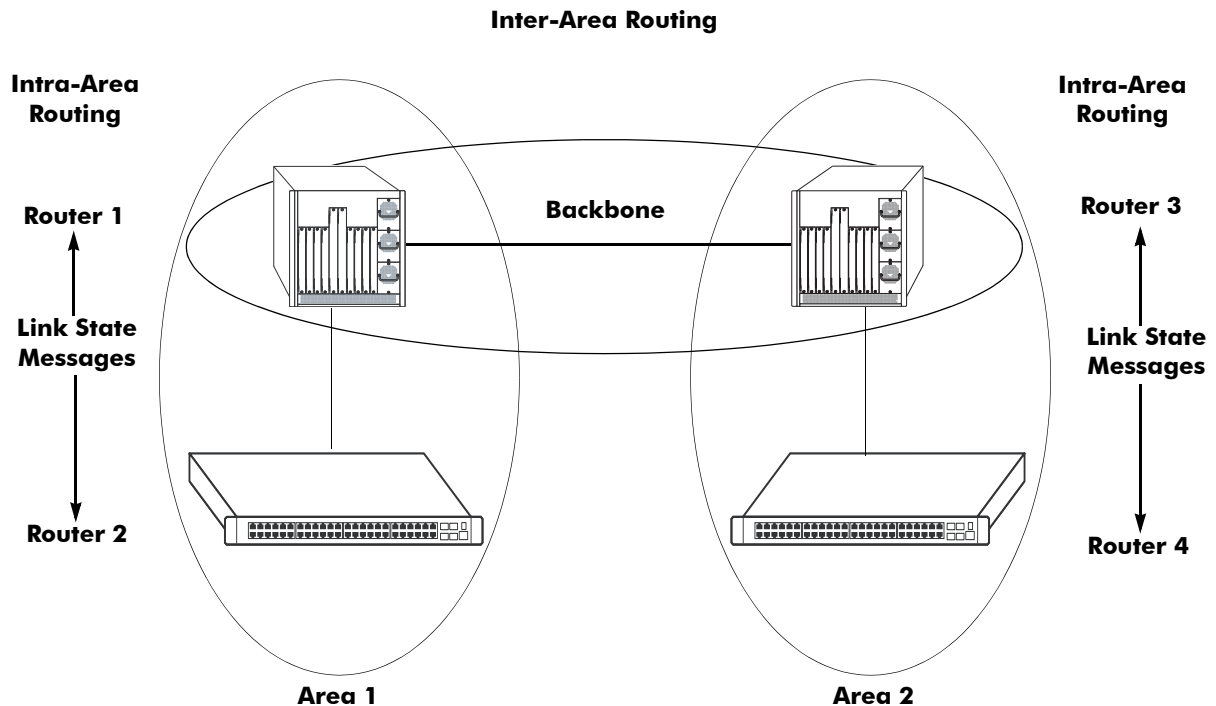 Inter-Area Routing
Intra-Area
Routing
Intra-Area
Routing
Router 1
Backbone
Router 3
Link State
Messages
Link State
Messages
Router 2
Router 4
Area 1
Area 2